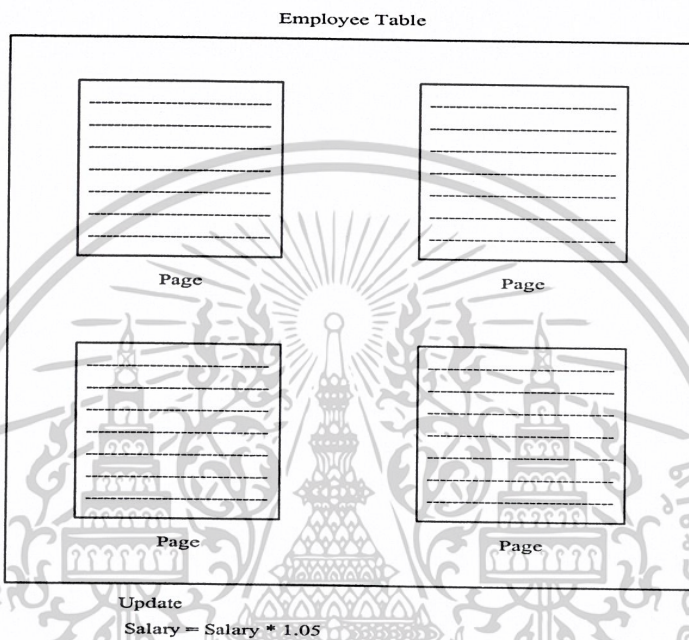 Employee Table
Page
Page
Page
Page
Update
Salary = Salary * 1.05